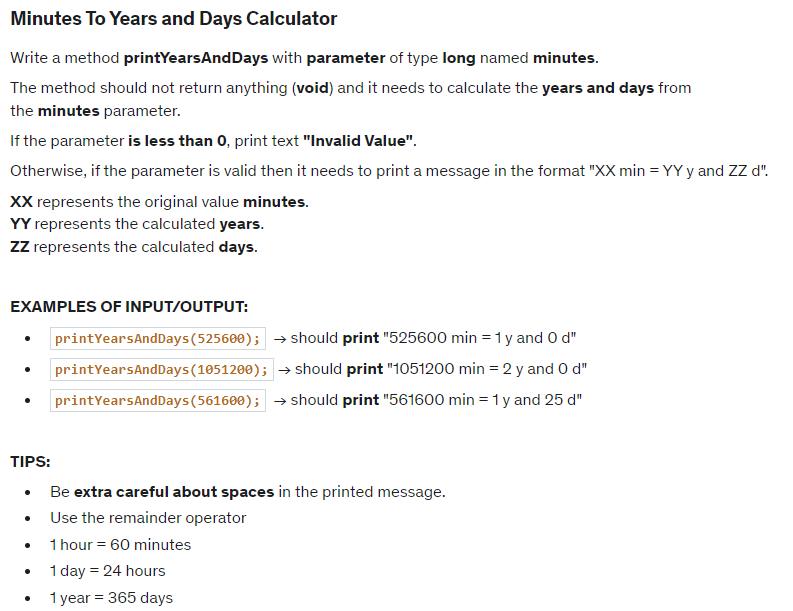 Minutes To Years and Days Calculator
Write a method printYearsAndDays with parameter of type long named minutes.
The method should not return anything (void) and it needs to calculate the years and days from
the minutes parameter.
If the parameter is less than 0, print text "Invalid Value".
Otherwise, if the parameter is valid then it needs to print a message in the format "XX min = YY y and ZZ d".
XX represents the original value minutes.
YY represents the calculated years.
ZZ represents the calculated days.
EXAMPLES OF INPUT/OUTPUT:
• printYearsAndDays(525600); → should print "525600 min = 1 y and 0 d"
• printYearsAndDays(1051200); → should print "1051200 min = 2 y and 0 d"
• printYearsAndDays(561600); → should print "561600 min = 1 y and 25 d"
TIPS:
• Be extra careful about spaces in the printed message.
• Use the remainder operator
• 1 hour = 60 minutes
• 1 day = 24 hours
• 1 year = 365 days